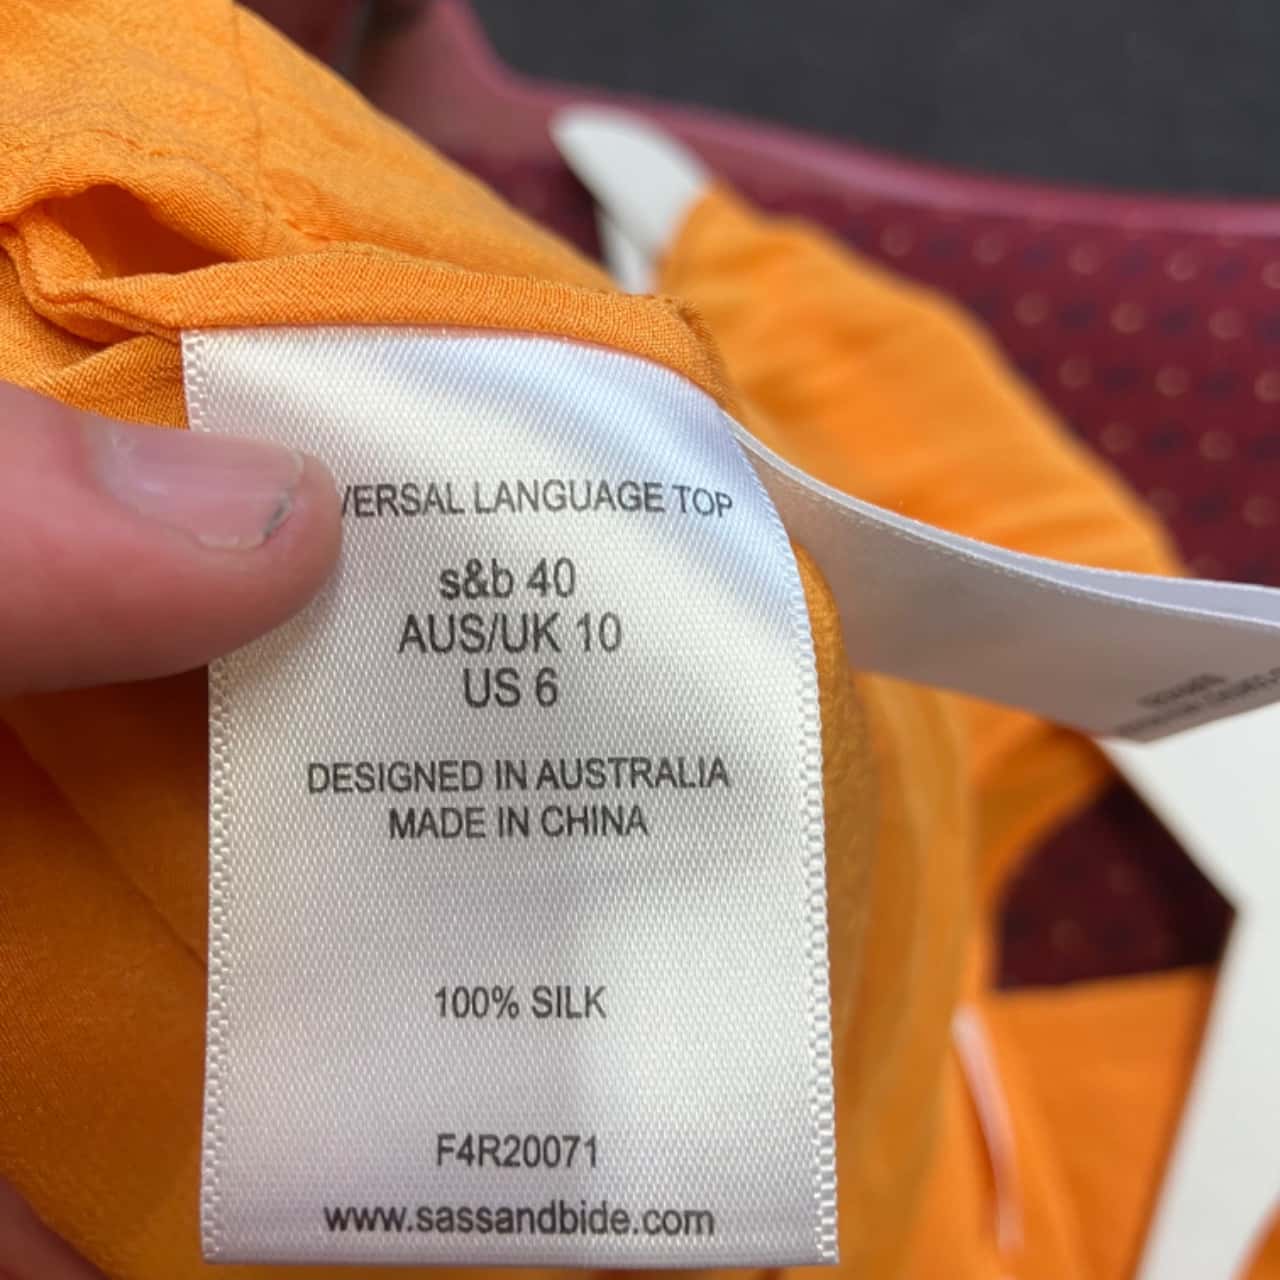 VERSAL LANGUAGE TOP
s&b 40
AUS/UK 10
US 6
DESIGNED IN AUSTRALIA
MADE IN CHINA
100% SILK
F4R20071
www.sassandbide.com